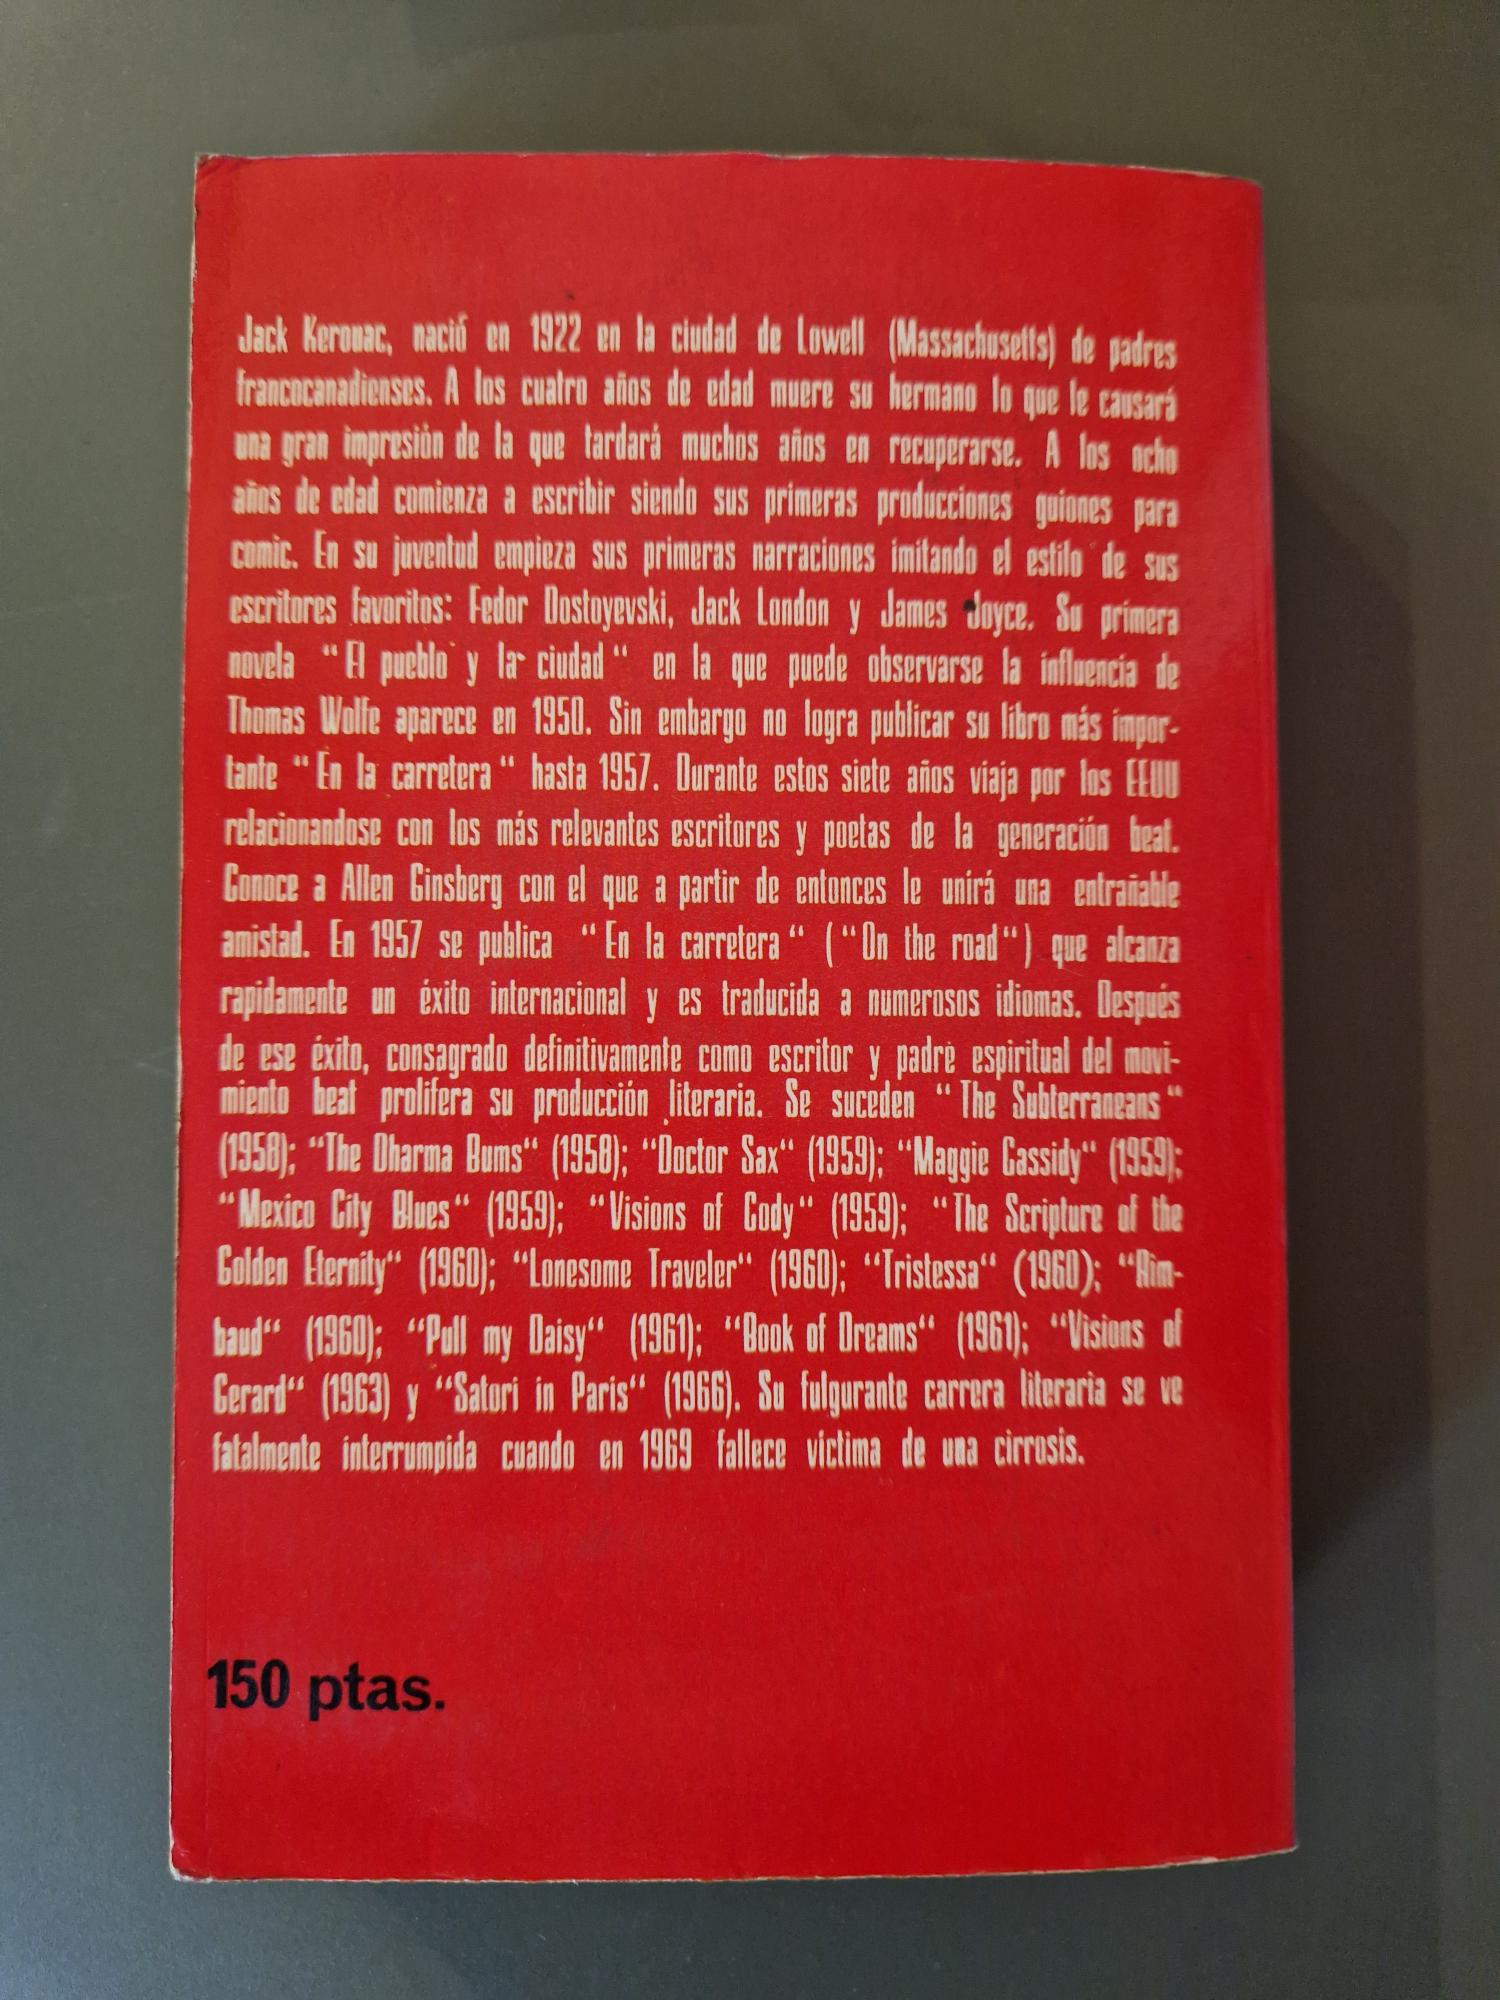 Jack Kerouac, nació en 1922 en la ciudad de Lowell (Massachusetts) de padres
francocanadienses. A los cuatro años de edad muere su hermano lo que le causará
una gran impresión de la que tardará muchos años en recuperarse. A los ocho
años de edad comienza a escribir siendo sus primeras producciones guiones para
comic. En su juventud empieza sus primeras narraciones imitando el estilo de sus
escritores favoritos: Fedor Dostoyevski, Jack London y James Joyce. Su primera
novela “El pueblo y la ciudad“ en la que puede observarse la influencia de
Thomas Wolfe aparece en 1950. Sin embargo no logra publicar su libro más impor-
tante “En la carretera“ hasta 1957. Durante estos siete años viaja por los EEUU
relacionandose con los más relevantes escritores y poetas de la generación beat.
Conoce a Allen Ginsberg con el que a partir de entonces le unirá una entrañable
amistad. En 1957 se publica “En la carretera“ (“On the road“) que alcanza
rapidamente un éxito internacional y es traducida a numerosos idiomas. Después
de ese éxito, consagrado definitivamente como escritor y padre espiritual del movi-
miento beat prolifera su producción literaria. Se suceden “The Subterraneans“
(1958); “The Dharma Bums“ (1958); “Doctor Sax“ (1959); “Maggie Cassidy“ (1959);
“Mexico City Blues“ (1959); “Visions of Cody“ (1959); “The Scripture of the
Golden Eternity“ (1960); “Lonesome Traveler“ (1960); “Tristessa“ (1960); “Rim-
baud“ (1960); “Pull my Daisy“ (1961); “Book of Dreams“ (1961); “Visions of
Gerard“ (1963) y “Satori in Paris“ (1966). Su fulgurante carrera literaria se ve
fatalmente interrumpida cuando en 1969 fallece víctima de una cirrosis.
150 ptas.